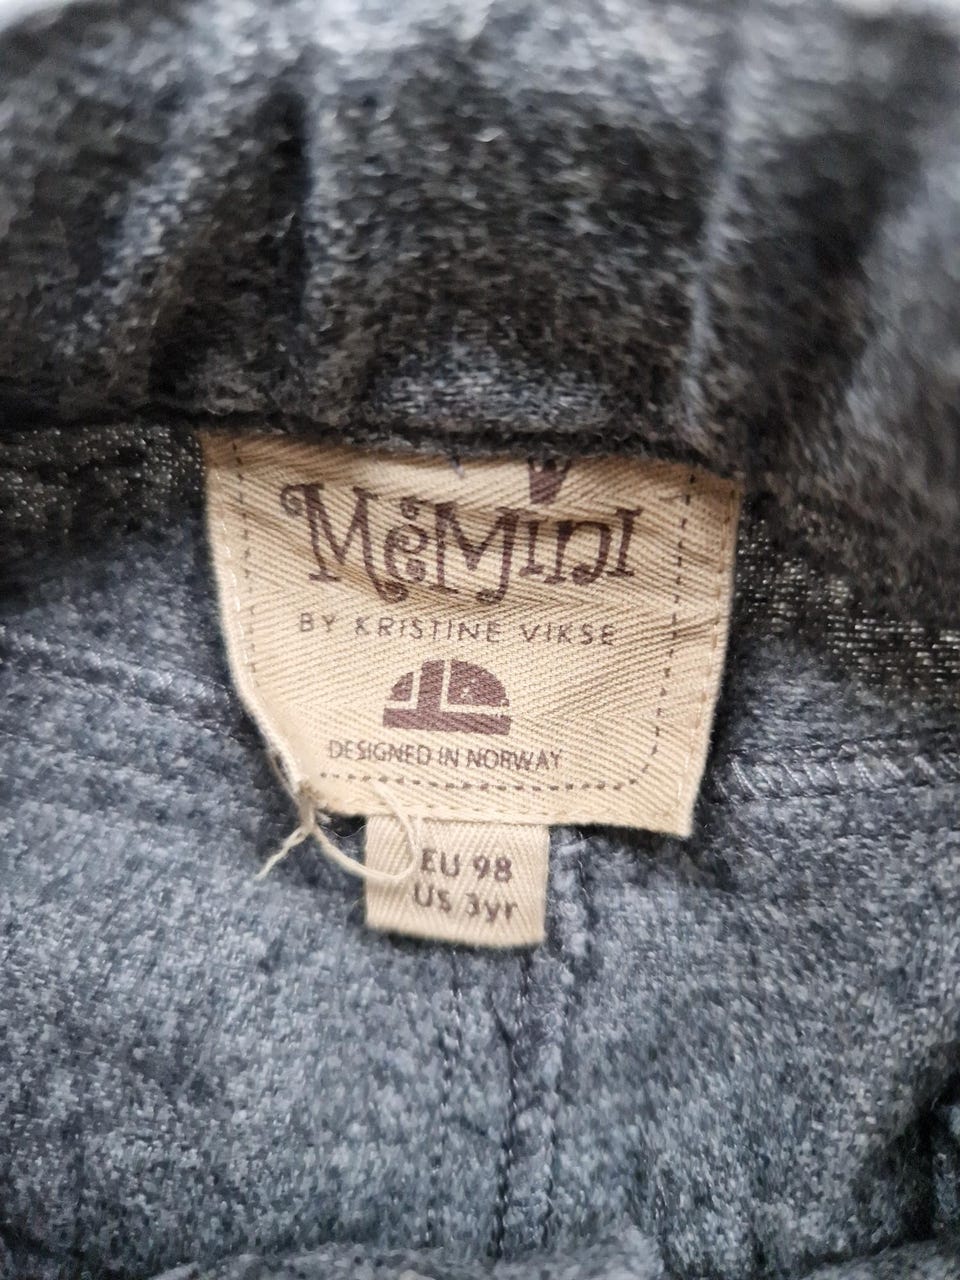 MeMini
BY KRISTINE VIKSE
DESIGNED IN NORWAY
EU 98
US 3yr